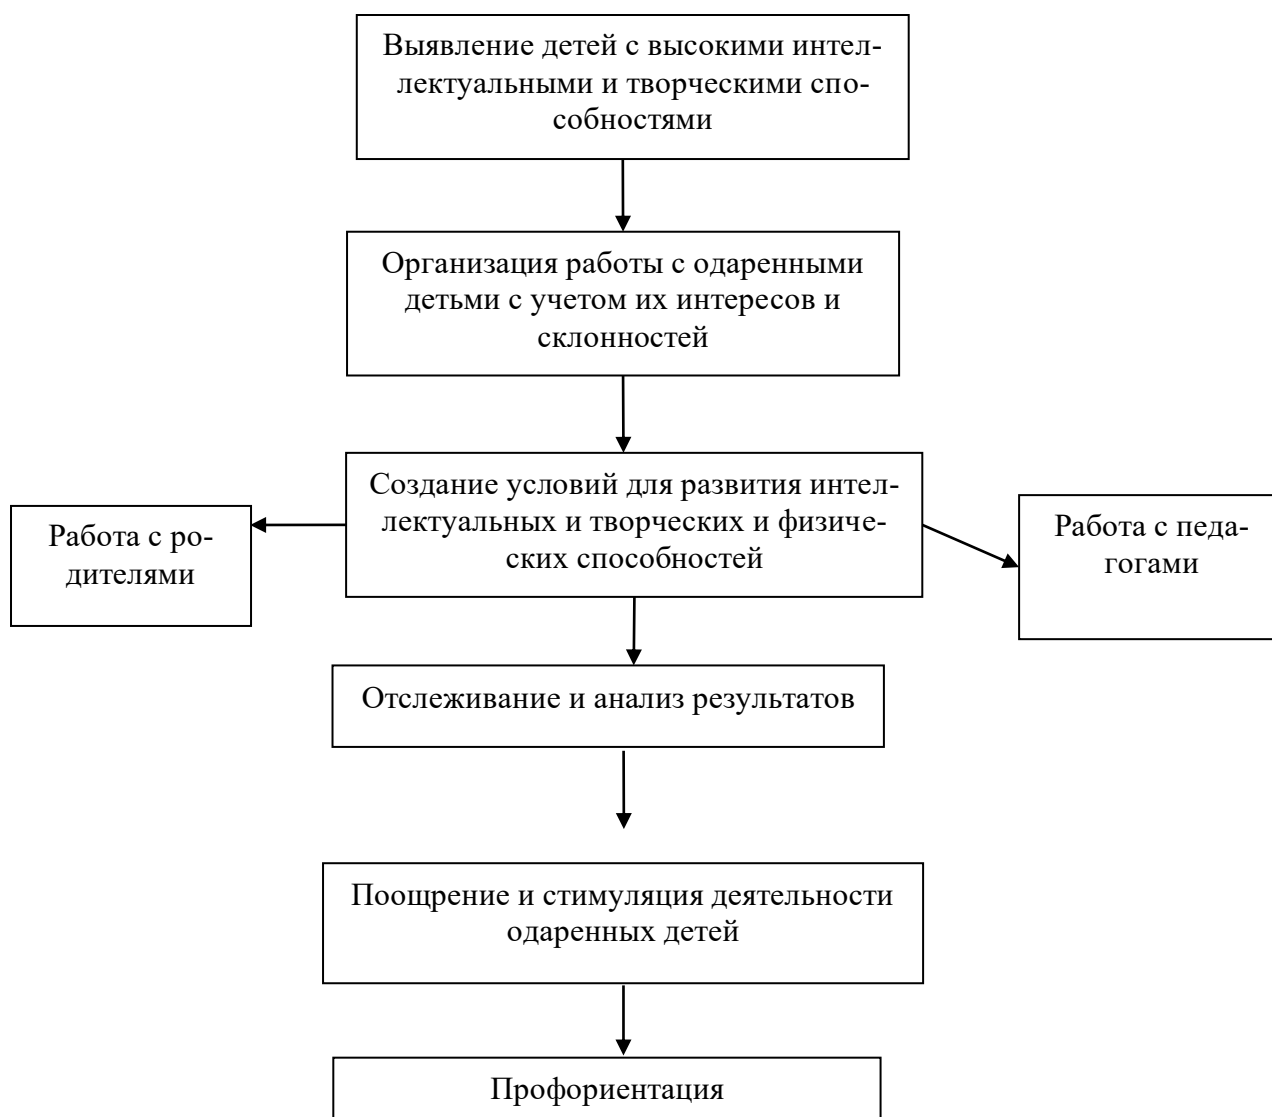 Выявление детей с высокими интел-
лектуальными и творческими спо-
собностями
Организация работы с одаренными
детьми с учетом их интересов и
склонностей
Создание условий для развития интел-
лектуальных и творческих и физиче-
ских способностей
Работа с ро-
дителями
Работа с педа-
гогами
Отслеживание и анализ результатов
Поощрение и стимуляция деятельности
одаренных детей
Профориентация